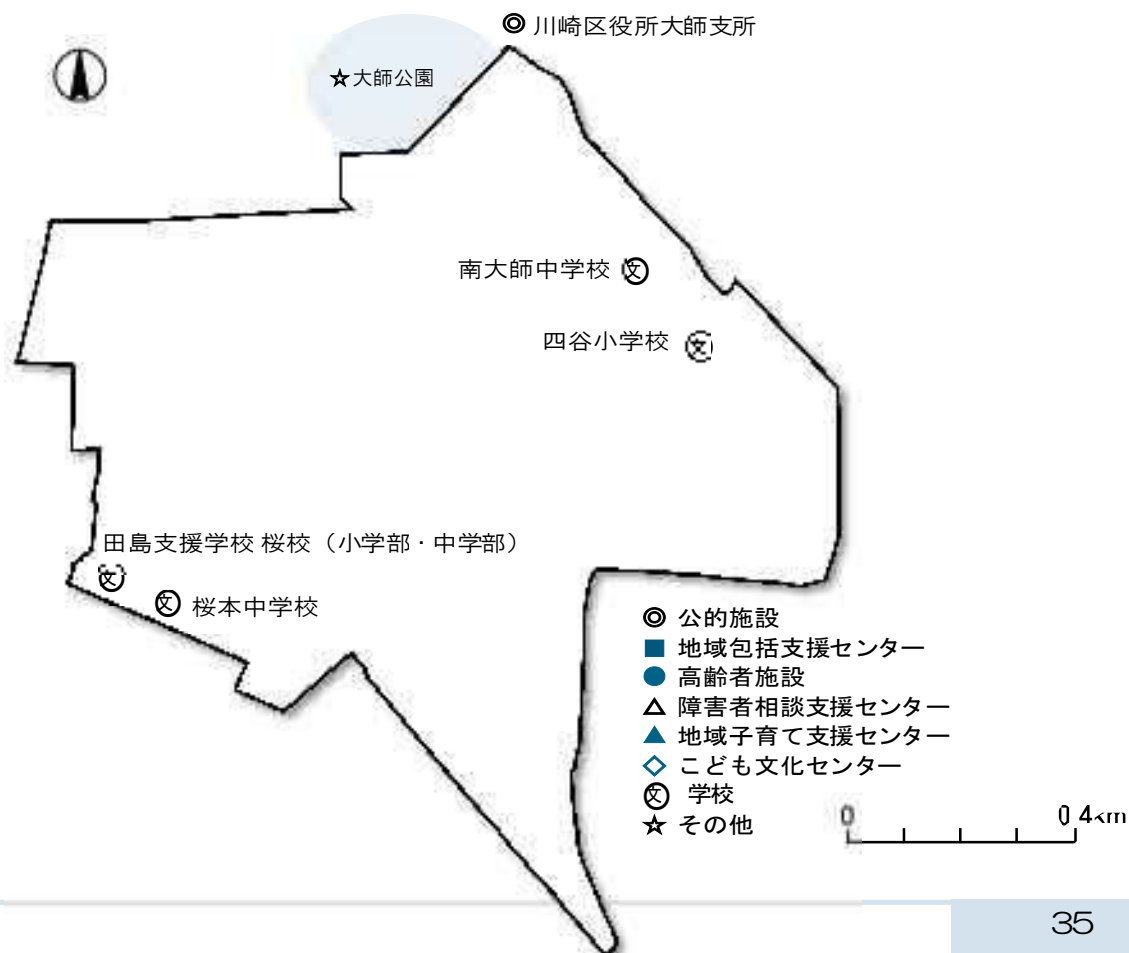 ◎ 川崎区役所大師支所
☆大師公園
南大師中学校 文
四谷小学校 文
田島支援学校 桜校（小学部・中学部）
文
文 桜本中学校
◎ 公的施設
■ 地域包括支援センター
● 高齢者施設
△ 障害者相談支援センター
▲ 地域子育て支援センター
◇ こども文化センター
文 学校
☆ その他
0 0.4km
35